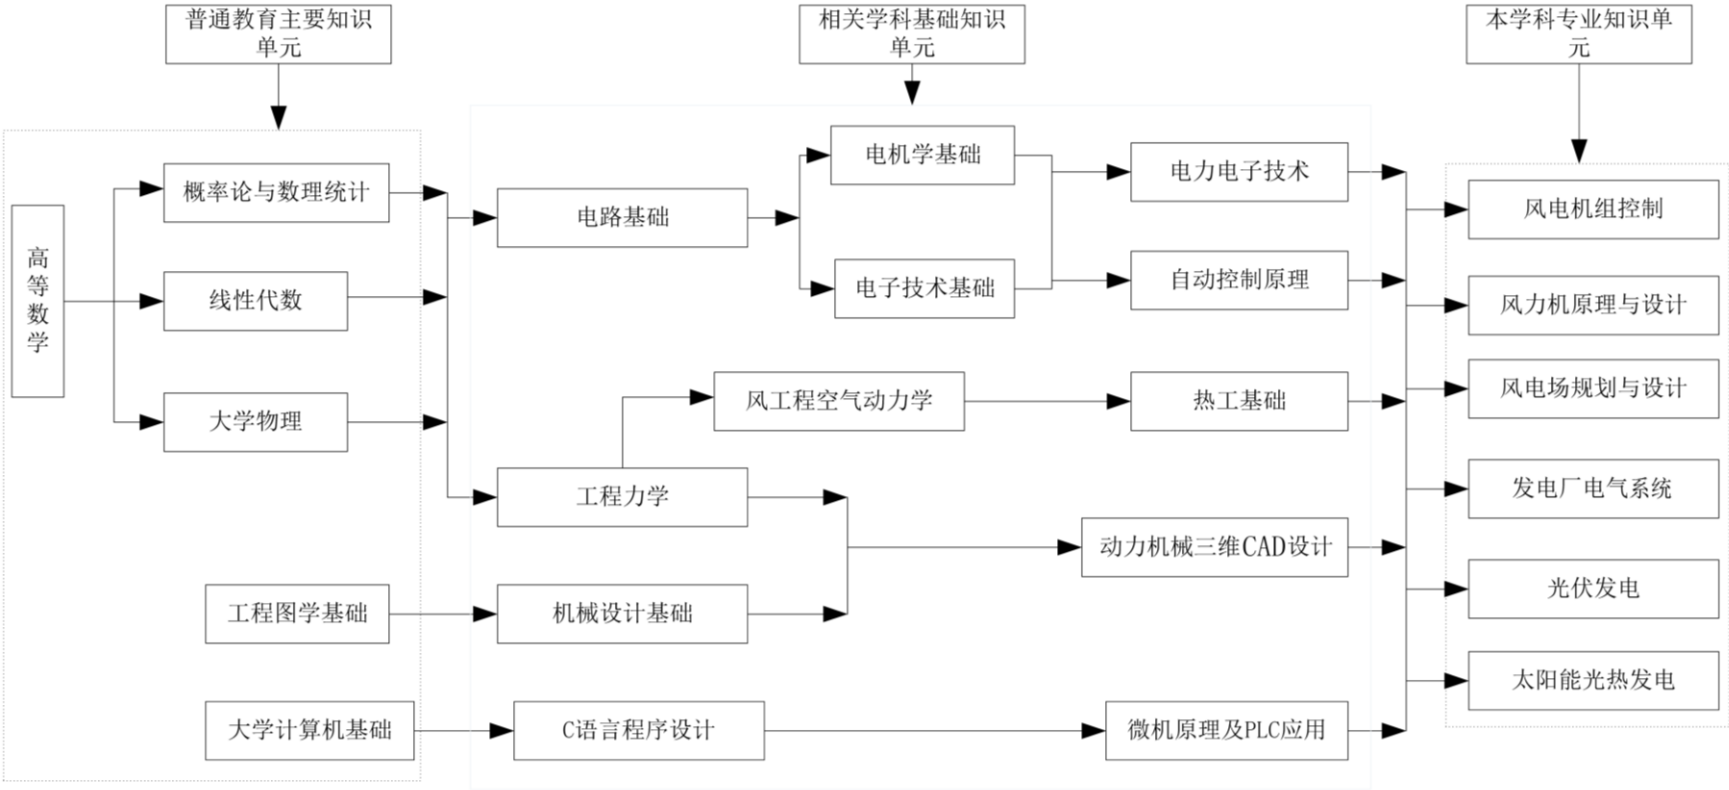 普通教育主要知识
单元
相关学科基础知识
单元
本学科专业知识单
元
高
等
数
学
概率论与数理统计
线性代数
大学物理
工程图学基础
大学计算机基础
电路基础
工程力学
机械设计基础
C语言程序设计
电机学基础
电子技术基础
风工程空气动力学
电力电子技术
自动控制原理
热工基础
动力机械三维CAD设计
微机原理及PLC应用
风电机组控制
风力机原理与设计
风电场规划与设计
发电厂电气系统
光伏发电
太阳能光热发电